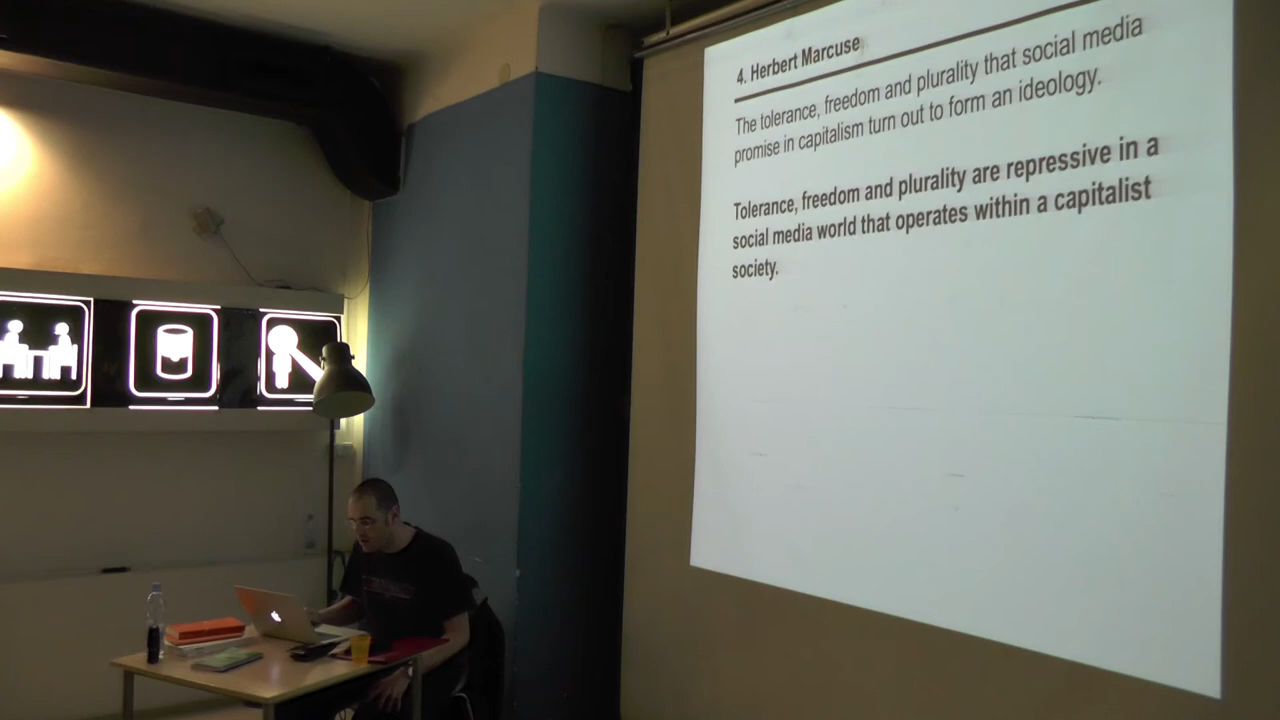 4. Herbert Marcuse
The tolerance, freedom and plurality that social media
promise in capitalism turn out to form an ideology.
Tolerance, freedom and plurality are repressive in a
social media world that operates within a capitalist
society.